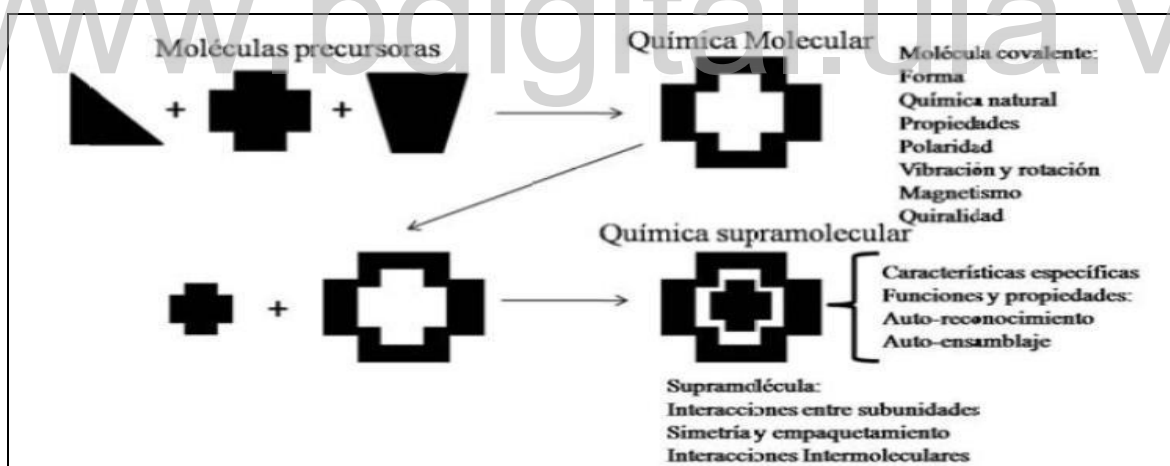 www.bdigital.ula.v
Moléculas precursoras
Química Molecular
Molécula covalente:
Forma
Química natural
Propiedades
Polaridad
Vibración y rotación
Magnetismo
Quiralidad
+
+
Química supramolecular
+
Características específicas
Funciones y propiedades:
Auto-reconocimiento
Auto-ensamblaje
Supramolécula:
Interacciones entre subunidades
Simetría y empaquetamiento
Interacciones Intermoleculares